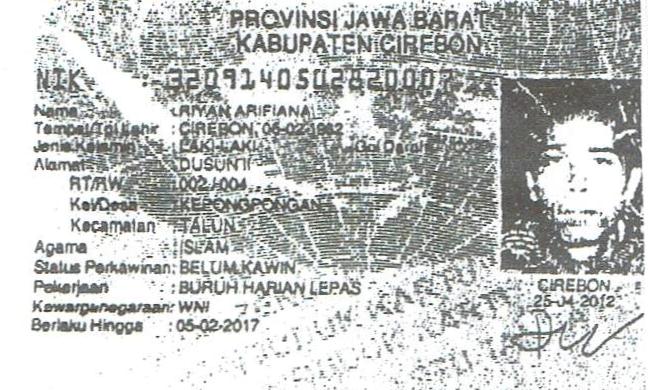 PROVINSI JAWA BARAT
KABUPATEN CIREBON
NIK : 3209140502820007
Nama : RIYAN ARIFIANA
Tempat/Tgl Lahir : CIREBON, 05-02-1982
Jenis Kelamin : LAKI-LAKI Gol Darah
Alamat : DUSUN II
RT/RW : 002 / 004
Kel/Desa : KEPONGPONGAN
Kecamatan : TALUN
Agama : ISLAM
Status Perkawinan : BELUM KAWIN
Pekerjaan : BURUH HARIAN LEPAS
Kewarganegaraan : WNI
Berlaku Hingga : 05-02-2017
CIREBON
25-04-2012